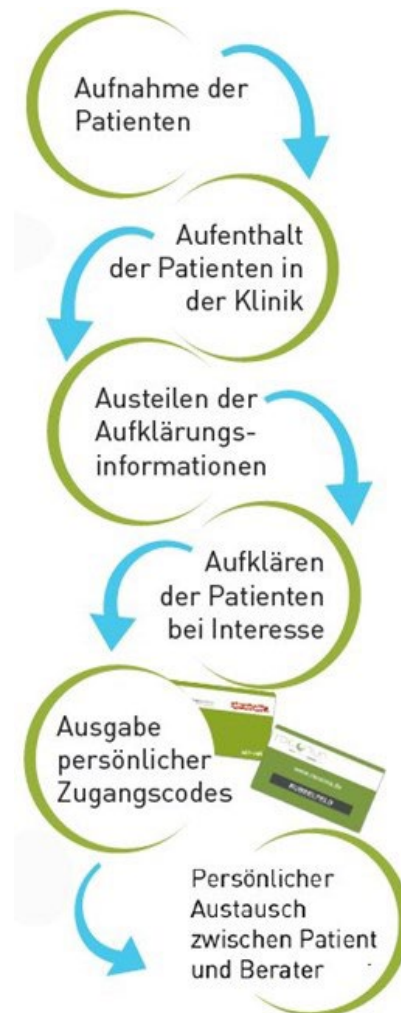 Aufnahme der
Patienten
Aufenthalt
der Patienten in
der Klinik
Austeilen der
Aufklärungs-
informationen
Aufklären
der Patienten
bei Interesse
Ausgabe
persönlicher
Zugangscodes
RUBBELFELD
Persönlicher
Austausch
zwischen Patient
und Berater